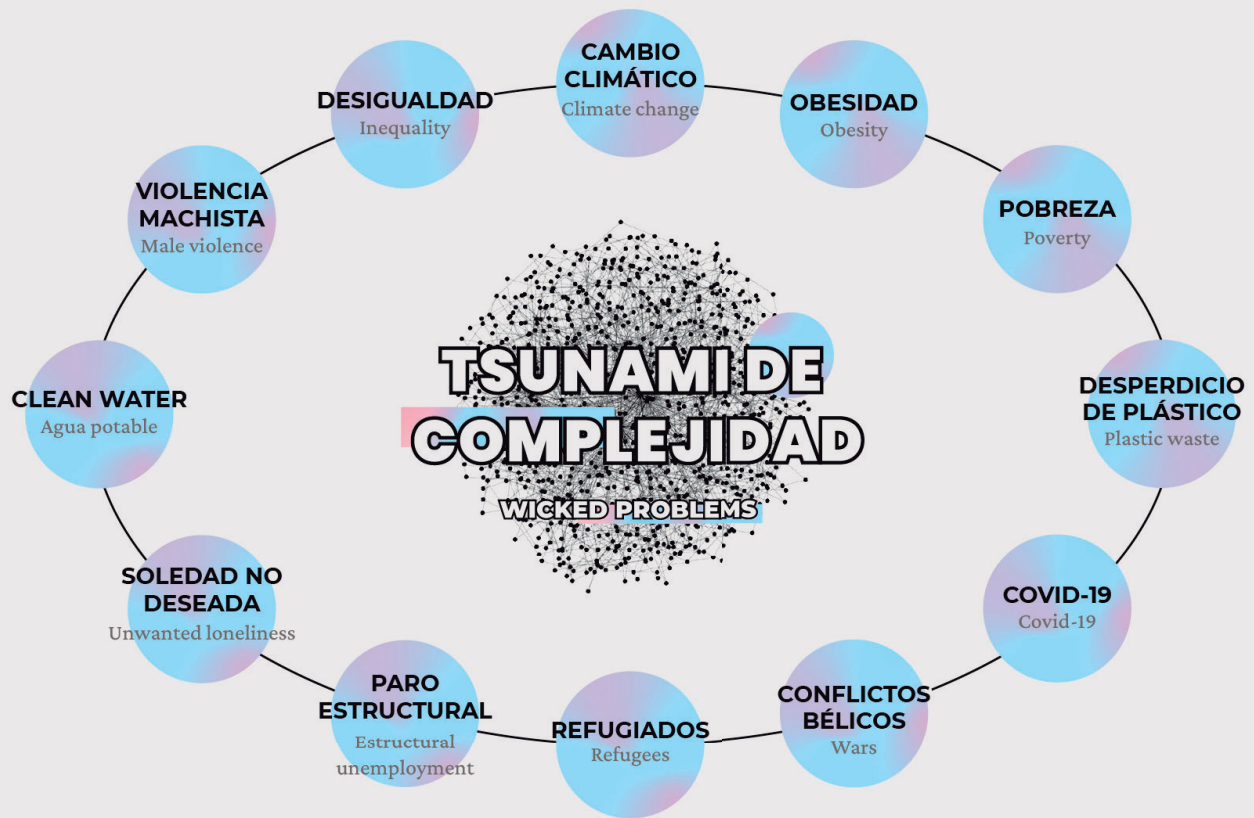 CAMBIO
CLIMÁTICO
Climate change
OBESIDAD
Obesity
POBREZA
Poverty
DESPERDICIO
DE PLÁSTICO
Plastic waste
COVID-19
Covid-19
CONFLICTOS
BÉLICOS
Wars
REFUGIADOS
Refugees
PARO
ESTRUCTURAL
Estructural
unemployment
SOLEDAD NO
DESEADA
Unwanted loneliness
CLEAN WATER
Agua potable
VIOLENCIA
MACHISTA
Male violence
DESIGUALDAD
Inequality
TSUNAMI DE
COMPLEJIDAD
WICKED PROBLEMS